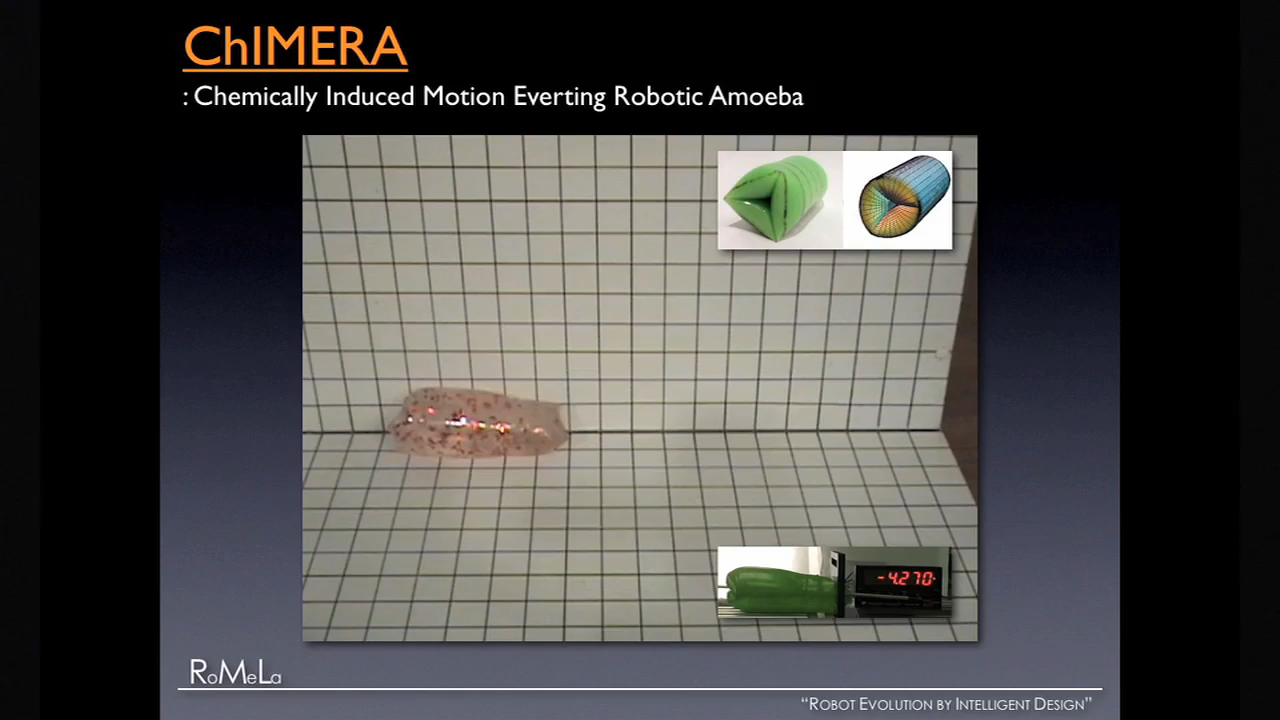 ChIMERA
: Chemically Induced Motion Everting Robotic Amoeba
-4.270
RoMeLa
“Robot Evolution by Intelligent Design”